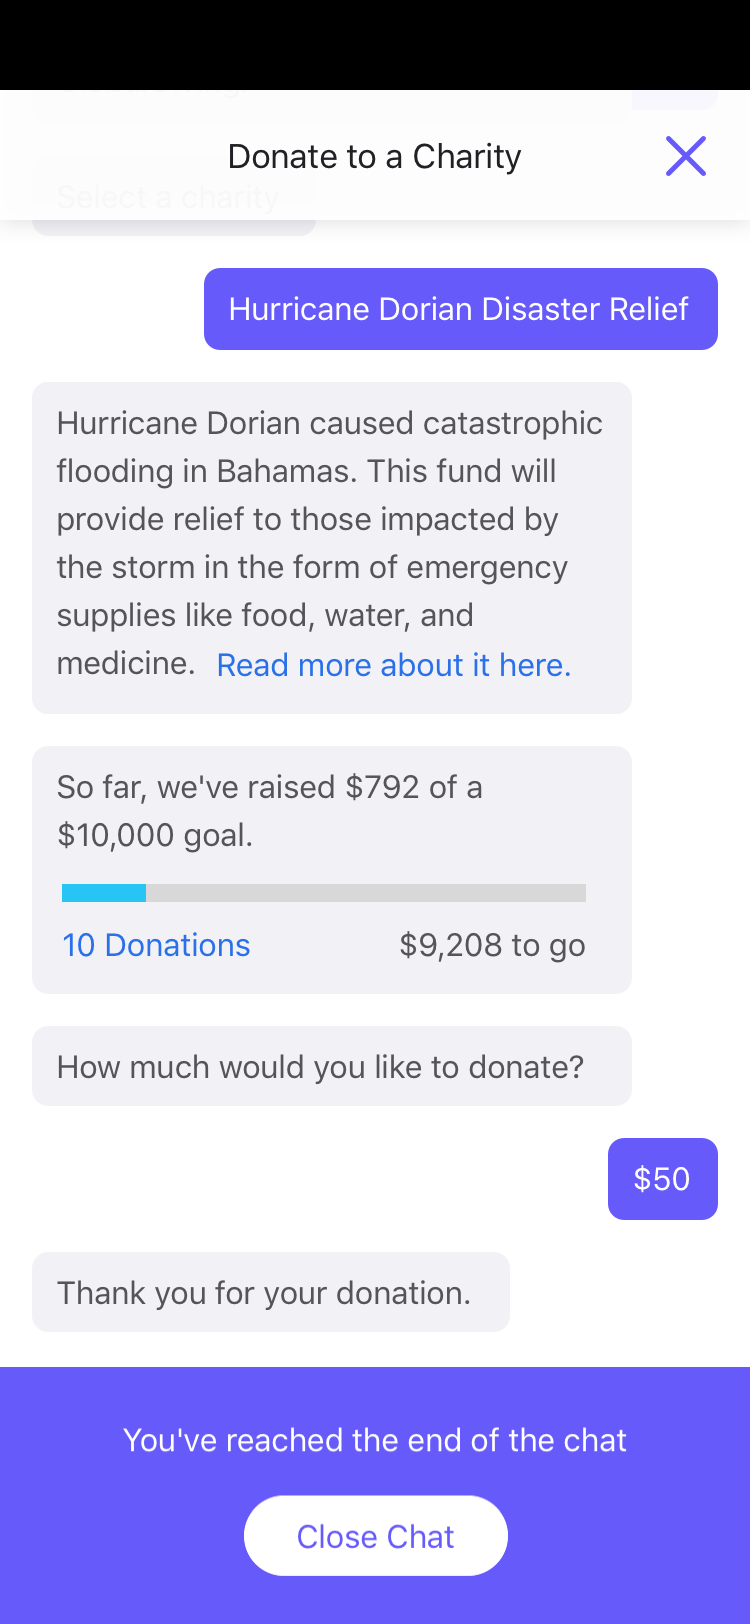 Donate to a Charity
Select a charity
Hurricane Dorian Disaster Relief
Hurricane Dorian caused catastrophic
flooding in Bahamas. This fund will
provide relief to those impacted by
the storm in the form of emergency
supplies like food, water, and
medicine. Read more about it here.
So far, we've raised $792 of a
$10,000 goal.
10 Donations $9,208 to go
How much would you like to donate?
$50
Thank you for your donation.
You've reached the end of the chat
Close Chat